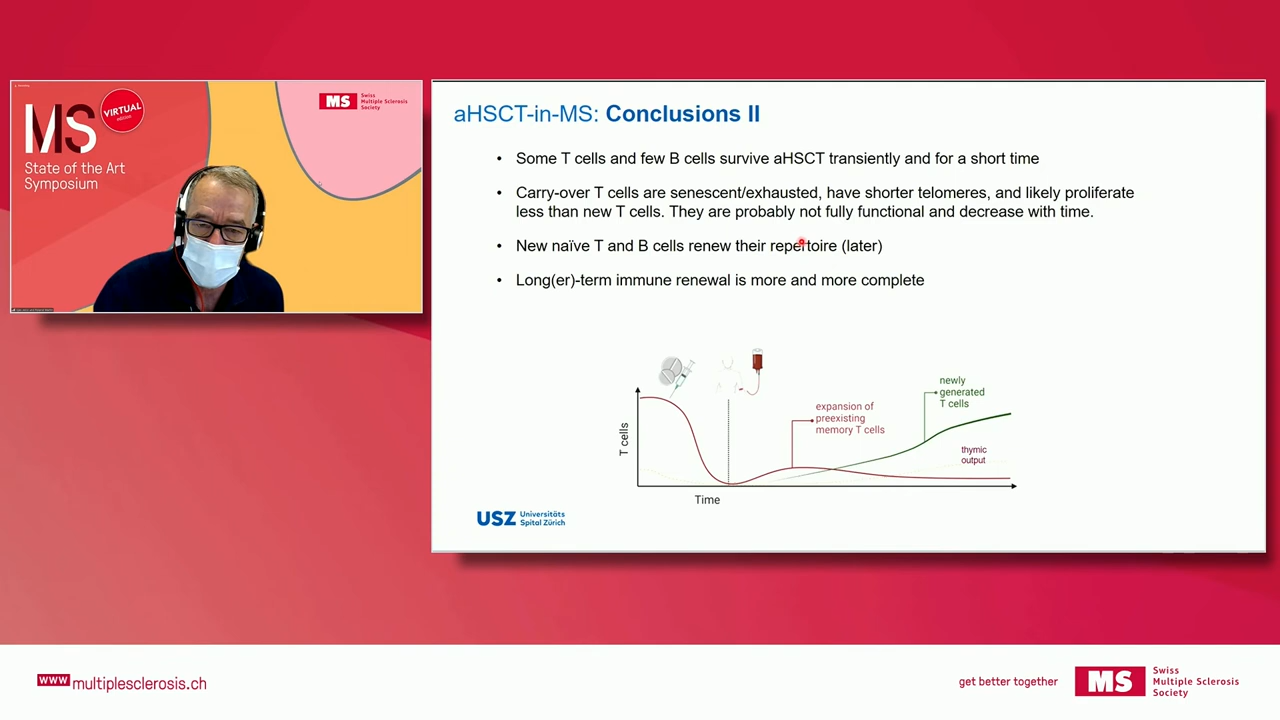 MS
VIRTUAL
edition
State of the Art
Symposium
MS
Swiss
Multiple Sclerosis
Society
aHSCT-in-MS: Conclusions II
• Some T cells and few B cells survive aHSCT transiently and for a short time
• Carry-over T cells are senescent/exhausted, have shorter telomeres, and likely proliferate
less than new T cells. They are probably not fully functional and decrease with time.
• New naïve T and B cells renew their repertoire (later)
• Long(er)-term immune renewal is more and more complete
newly
generated
T cells
expansion of
preexisting
memory T cells
T cells
thymic
output
Time
USZ Universitäts
Spital Zürich
www multiplesclerosis.ch
get better together
MS
Swiss
Multiple Sclerosis
Society